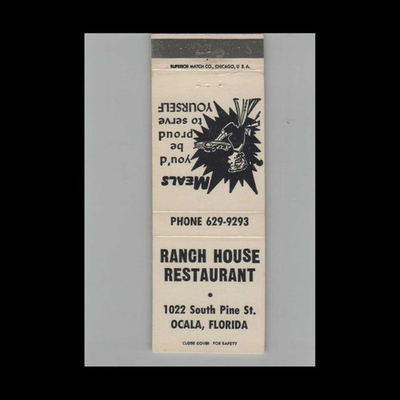 SUPERIOR MATCH CO., CHICAGO, U.S.A.
MEALS
you'd
be
proud
to serve
YOURSELF
PHONE 629-9293
RANCH HOUSE
RESTAURANT
•
1022 South Pine St.
OCALA, FLORIDA
CLOSE COVER FOR SAFETY